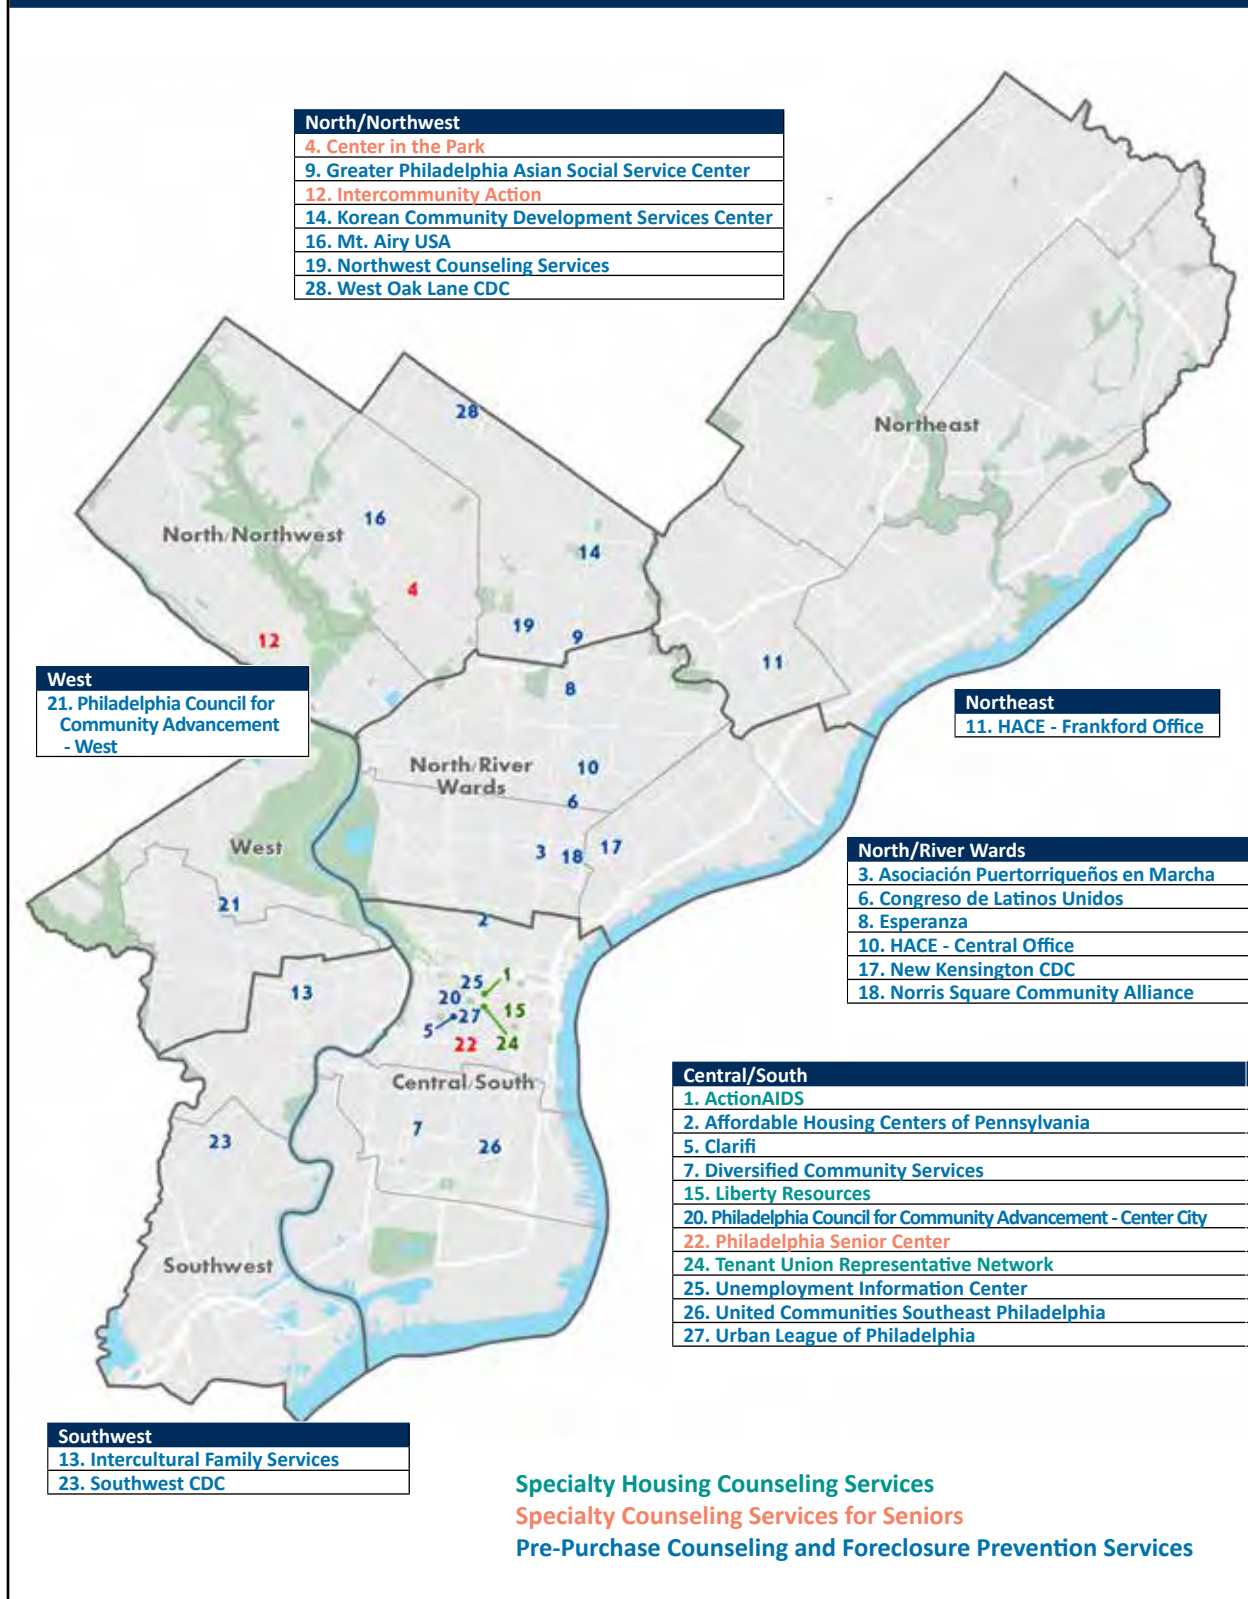 North/Northwest
4. Center in the Park
9. Greater Philadelphia Asian Social Service Center
12. Intercommunity Action
14. Korean Community Development Services Center
16. Mt. Airy USA
19. Northwest Counseling Services
28. West Oak Lane CDC
28
Northeast
16
North/Northwest
14
4
19
9
12
11
8
West
21. Philadelphia Council for
Community Advancement
- West
Northeast
11. HACE - Frankford Office
North/River
Wards
10
6
West
3
18
17
North/River Wards
3. Asociación Puertorriqueños en Marcha
6. Congreso de Latinos Unidos
8. Esperanza
10. HACE - Central Office
17. New Kensington CDC
18. Norris Square Community Alliance
21
2
25
1
13
20
15
27
5
22
24
Central/South
Central/South
1. ActionAIDS
2. Affordable Housing Centers of Pennsylvania
5. Clarifi
7. Diversified Community Services
15. Liberty Resources
20. Philadelphia Council for Community Advancement - Center City
22. Philadelphia Senior Center
24. Tenant Union Representative Network
25. Unemployment Information Center
26. United Communities Southeast Philadelphia
27. Urban League of Philadelphia
7
26
23
Southwest
Southwest
13. Intercultural Family Services
23. Southwest CDC
Specialty Housing Counseling Services
Specialty Counseling Services for Seniors
Pre-Purchase Counseling and Foreclosure Prevention Services